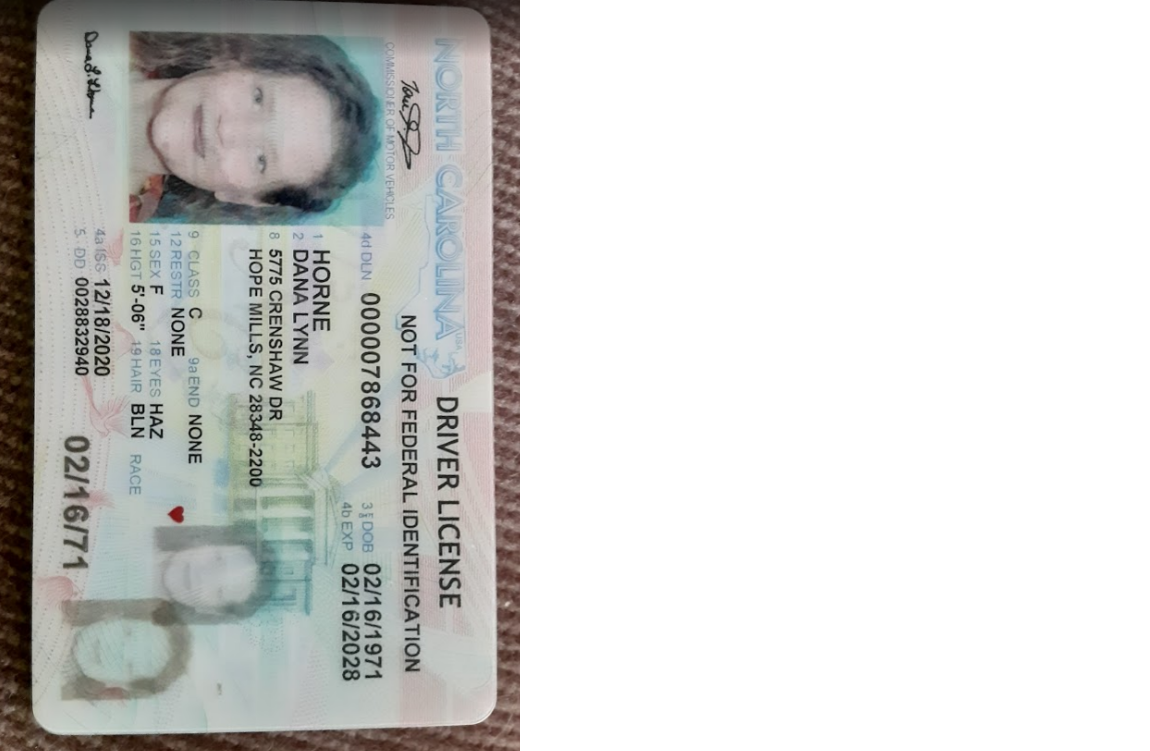 NORTH CAROLINA DRIVER LICENSE
NOT FOR FEDERAL IDENTIFICATION
COMMISSIONER OF MOTOR VEHICLES
4d DLN 000007868443 3 DOB 02/16/1971
4b EXP 02/16/2028
1 HORNE
2 DANA LYNN
8 5775 CRENSHAW DR
HOPE MILLS, NC 28348-2200
9 CLASS C 9a END NONE
12 RESTR NONE
15 SEX F 18 EYES HAZ
16 HGT 5'-06" 19 HAIR BLN RACE
4a ISS 12/18/2020
5 DD 0028832940
02/16/71